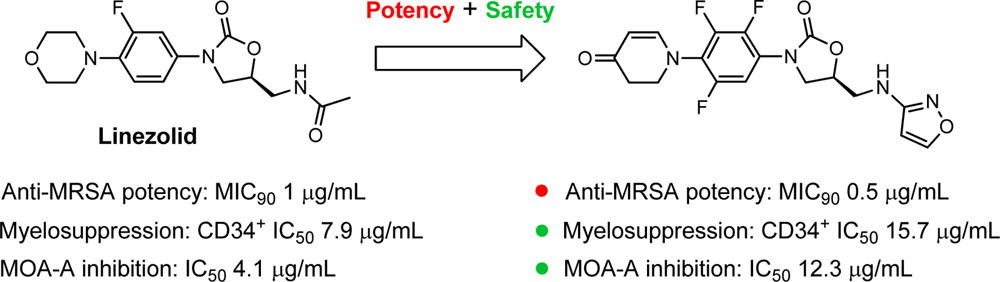 Potency + Safety
F
O
O
N
N
O
H
N
O
Linezolid
F
F
O
O
N
N
O
F
H
N
N
O
Anti-MRSA potency: MIC90 1 μg/mL
Myelosuppression: CD34+ IC50 7.9 μg/mL
MOA-A inhibition: IC50 4.1 μg/mL
Anti-MRSA potency: MIC90 0.5 μg/mL
Myelosuppression: CD34+ IC50 15.7 μg/mL
MOA-A inhibition: IC50 12.3 μg/mL